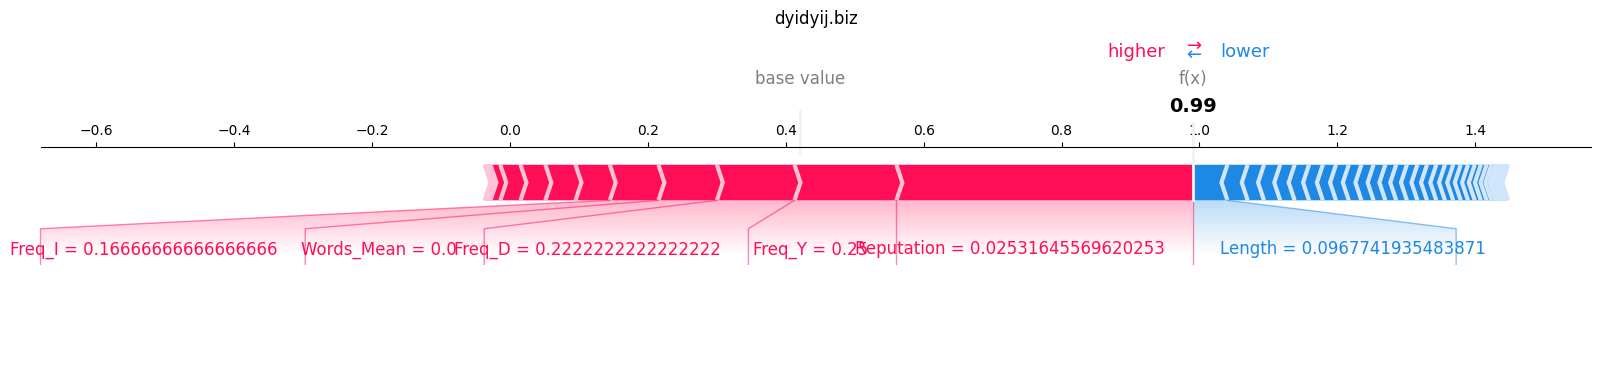 dyidyij.biz
higher → ← lower
base value f(x)
0.99
−0.6 −0.4 −0.2 0.0 0.2 0.4 0.6 0.8 1.0 1.2 1.4
Freq_I = 0.16666666666666666 Words_Mean = 0.0 Freq_D = 0.2222222222222222 Freq_Y = 0.25 Reputation = 0.02531645569620253 Length = 0.0967741935483871